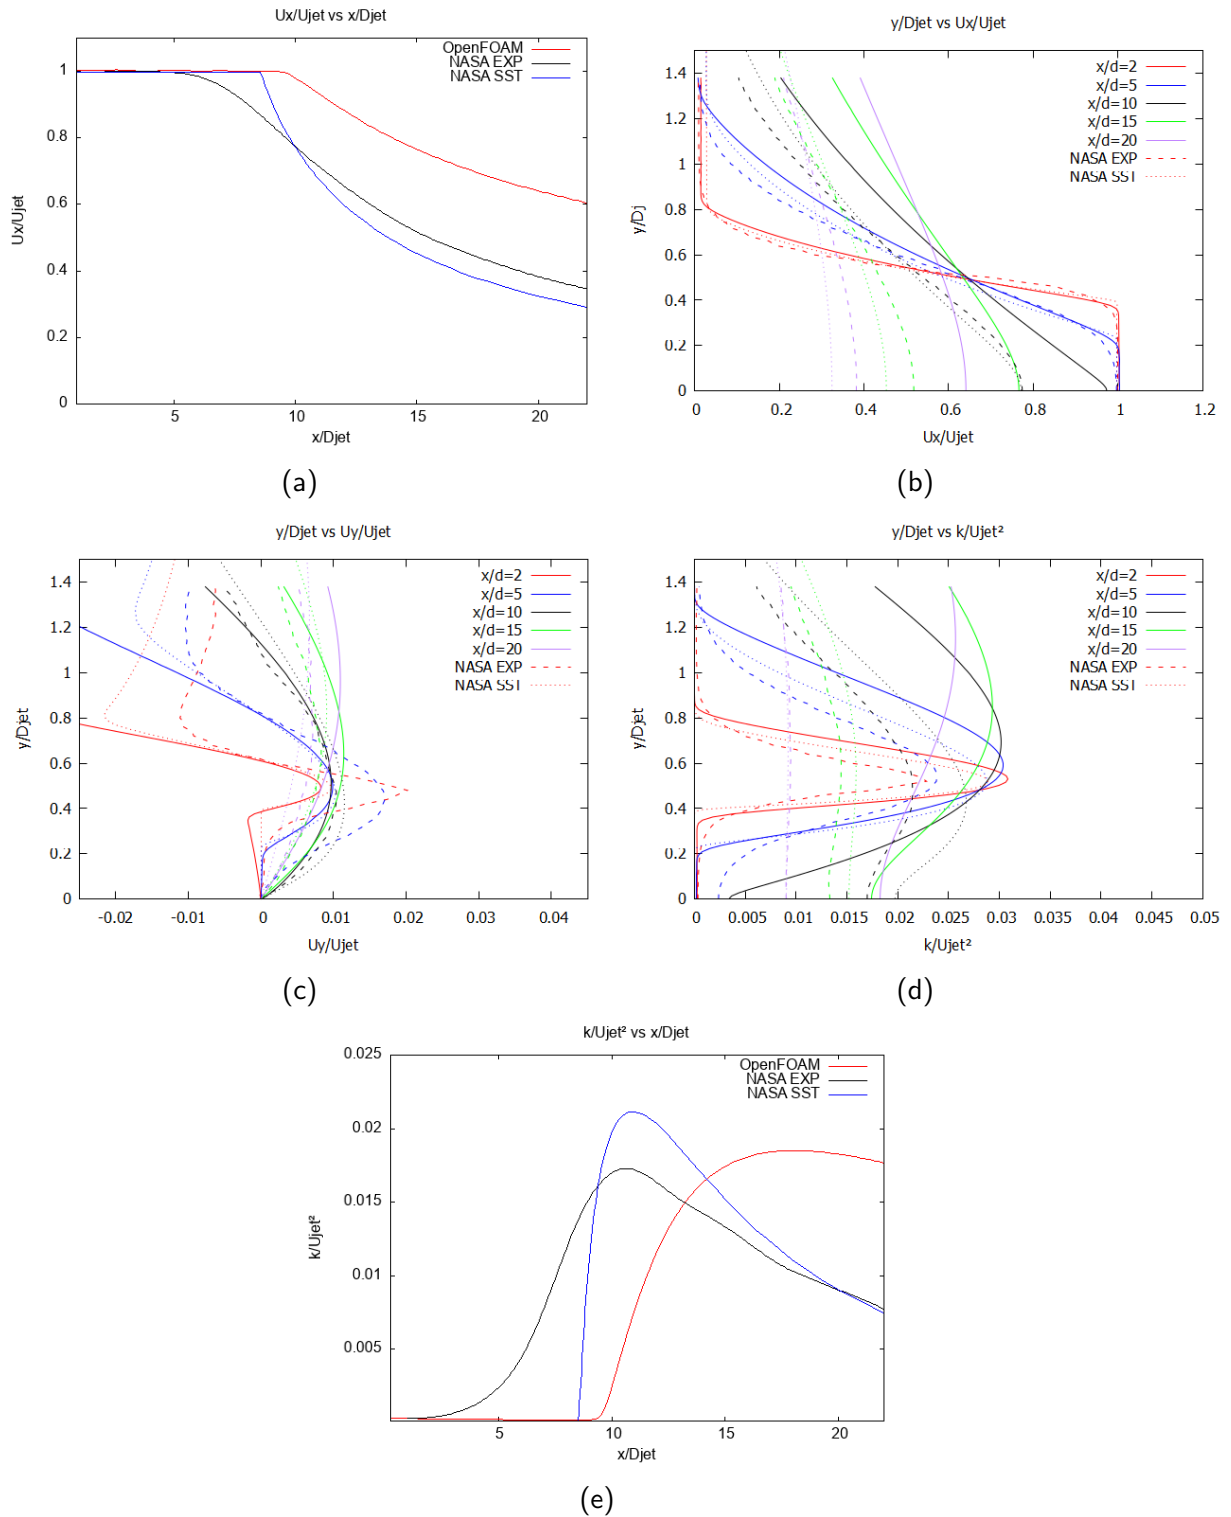 Ux/Ujet vs x/Djet
OpenFOAM
NASA EXP
NASA SST
1
0.8
0.6
0.4
0.2
0
Ux/Ujet
5
10
15
20
x/Djet
(a)
y/Djet vs Ux/Ujet
x/d=2
x/d=5
x/d=10
x/d=15
x/d=20
NASA EXP
NASA SST
1.4
1.2
1
0.8
0.6
0.4
0.2
0
y/Dj
0 0.2 0.4 0.6 0.8 1 1.2
Ux/Ujet
(b)
y/Djet vs Uy/Ujet
x/d=2
x/d=5
x/d=10
x/d=15
x/d=20
NASA EXP
NASA SST
1.4
1.2
1
0.8
0.6
0.4
0.2
0
y/Djet
-0.02 -0.01 0 0.01 0.02 0.03 0.04
Uy/Ujet
(c)
y/Djet vs k/Ujet²
x/d=2
x/d=5
x/d=10
x/d=15
x/d=20
NASA EXP
NASA SST
1.4
1.2
1
0.8
0.6
0.4
0.2
0
y/Djet
0 0.005 0.01 0.015 0.02 0.025 0.03 0.035 0.04 0.045 0.05
k/Ujet²
(d)
k/Ujet² vs x/Djet
OpenFOAM
NASA EXP
NASA SST
0.025
0.02
0.015
0.01
0.005
k/Ujet²
5 10 15 20
x/Djet
(e)